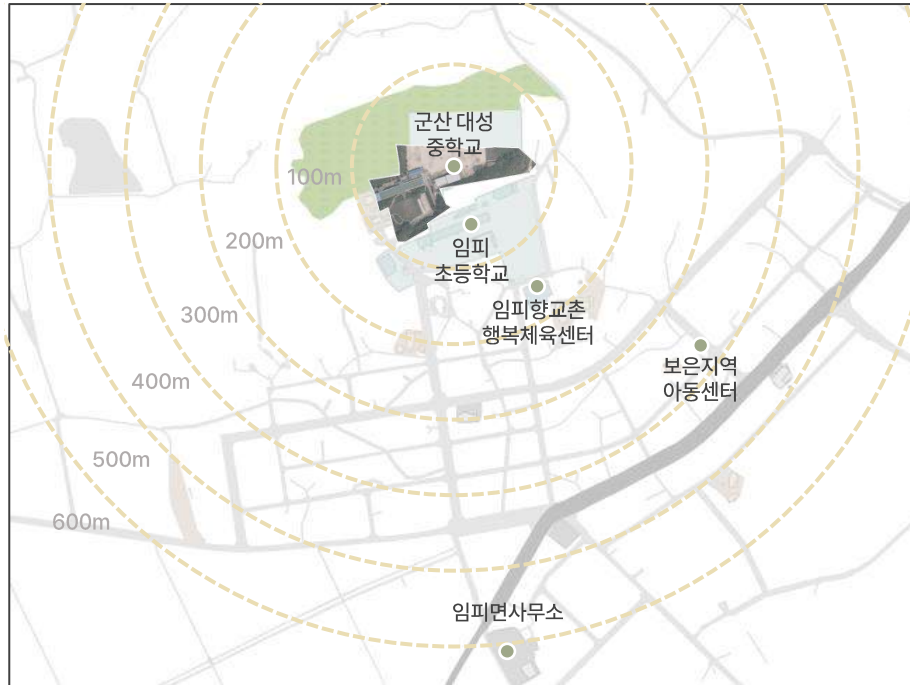 군산 대성
중학교
100m
임피
초등학교
200m
임피향교촌
행복체육센터
300m
보은지역
아동센터
400m
500m
600m
임피면사무소